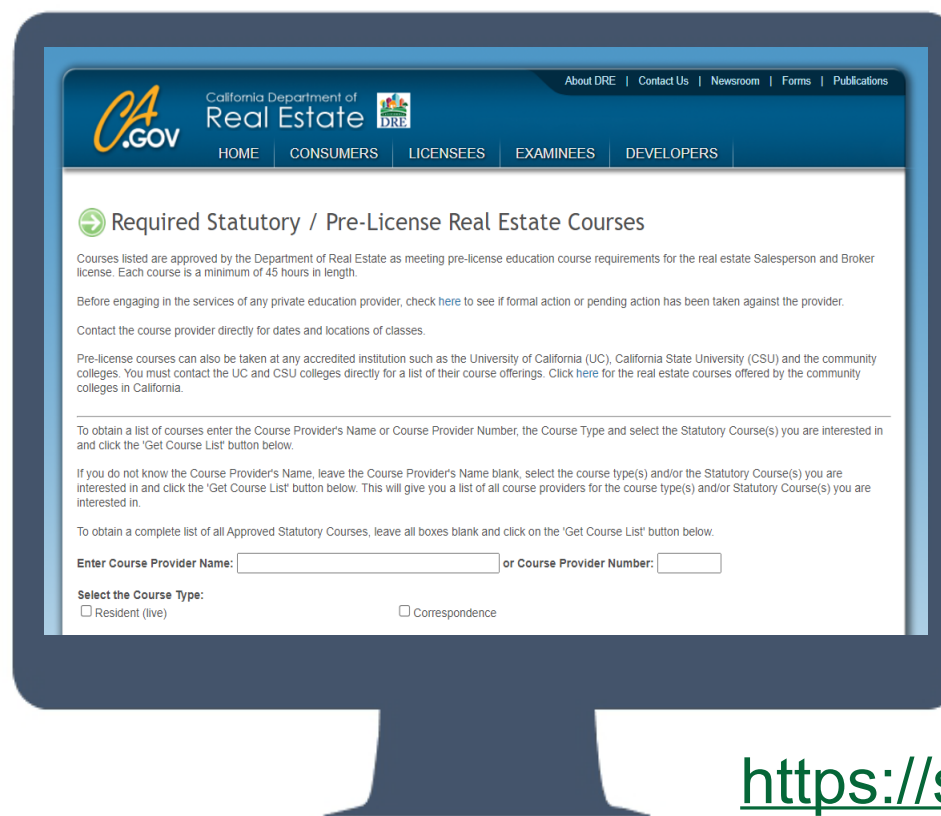 About DRE | Contact Us | Newsroom | Forms | Publications
CA.GOV
California Department of
Real Estate
DRE
HOME CONSUMERS LICENSEES EXAMINEES DEVELOPERS
Required Statutory / Pre-License Real Estate Courses
Courses listed are approved by the Department of Real Estate as meeting pre-license education course requirements for the real estate Salesperson and Broker
license. Each course is a minimum of 45 hours in length.
Before engaging in the services of any private education provider, check here to see if formal action or pending action has been taken against the provider.
Contact the course provider directly for dates and locations of classes.
Pre-license courses can also be taken at any accredited institution such as the University of California (UC), California State University (CSU) and the community
colleges. You must contact the UC and CSU colleges directly for a list of their course offerings. Click here for the real estate courses offered by the community
colleges in California.
To obtain a list of courses enter the Course Provider's Name or Course Provider Number, the Course Type and select the Statutory Course(s) you are interested in
and click the 'Get Course List' button below.
If you do not know the Course Provider's Name, leave the Course Provider's Name blank, select the course type(s) and/or the Statutory Course(s) you are
interested in and click the 'Get Course List' button below. This will give you a list of all course providers for the course type(s) and/or Statutory Course(s) you are
interested in.
To obtain a complete list of all Approved Statutory Courses, leave all boxes blank and click on the 'Get Course List' button below.
Enter Course Provider Name: or Course Provider Number:
Select the Course Type:
Resident (live) Correspondence
https://s